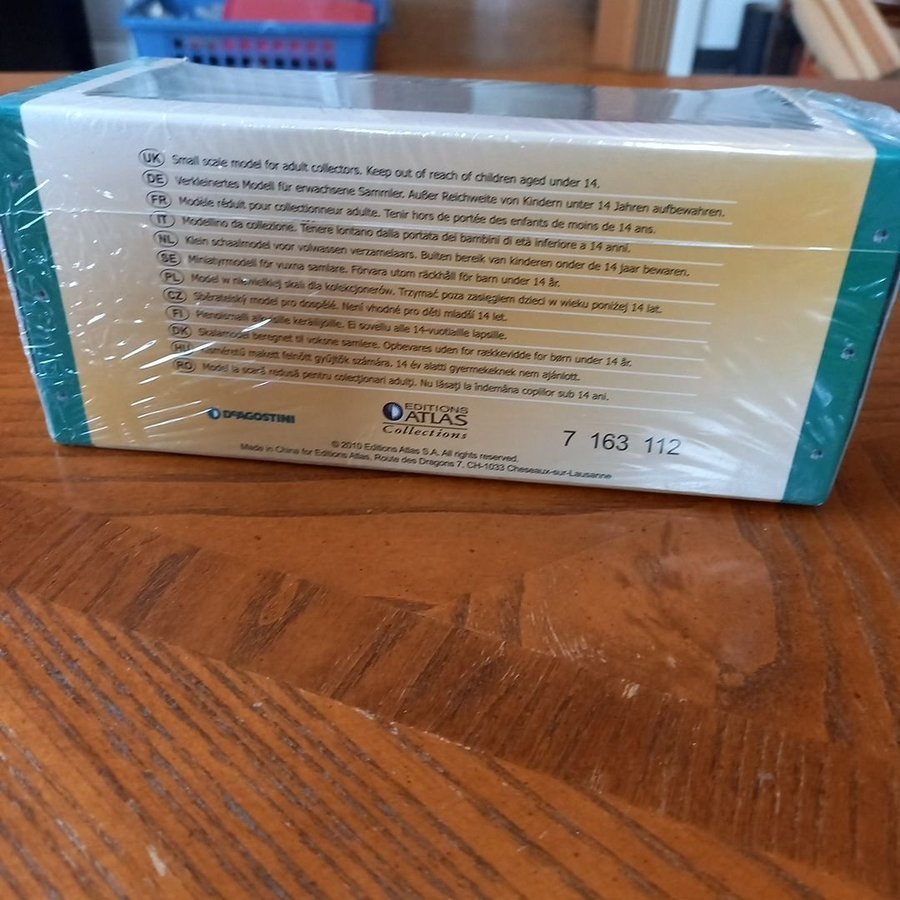 UK Small scale model for adult collectors. Keep out of reach of children aged under 14.
DE Verkleinertes Modell für erwachsene Sammler. Außer Reichweite von Kindern unter 14 Jahren aufbewahren.
FR Modèle réduit pour collectionneur adulte. Tenir hors de portée des enfants de moins de 14 ans.
IT Modellino da collezione. Tenere lontano dalla portata dei bambini di età inferiore a 14 anni.
NL Klein schaalmodel voor volwassen verzamelaars. Buiten bereik van kinderen onder de 14 jaar bewaren.
SE Miniatyrmodell för vuxna samlare. Förvara utom räckhåll för barn under 14 år.
PL Model w niewielkiej skali dla kolekcjonerów. Trzymać poza zasięgiem dzieci w wieku poniżej 14 lat.
CZ Sběratelský model pro dospělé. Není vhodné pro děti mladší 14 let.
FI Pienoismalli aikuisille keräilijöille. Ei sovellu alle 14-vuotiaille lapsille.
DK Skalamodel beregnet til voksne samlere. Opbevares uden for rækkevidde for børn under 14 år.
HU Kisméretű makett felnőtt gyűjtők számára. 14 év alatti gyermekeknek nem ajánlott.
RO Model la scară redusă pentru colecţionari adulţi. Nu lăsaţi la îndemâna copiilor sub 14 ani.
DeAGOSTINI
EDITIONS
ATLAS
Collections
7 163 112
© 2010 Editions Atlas S.A. All rights reserved.
Made in China for Editions Atlas, Route des Dragons 7, CH-1033 Cheseaux-sur-Lausanne